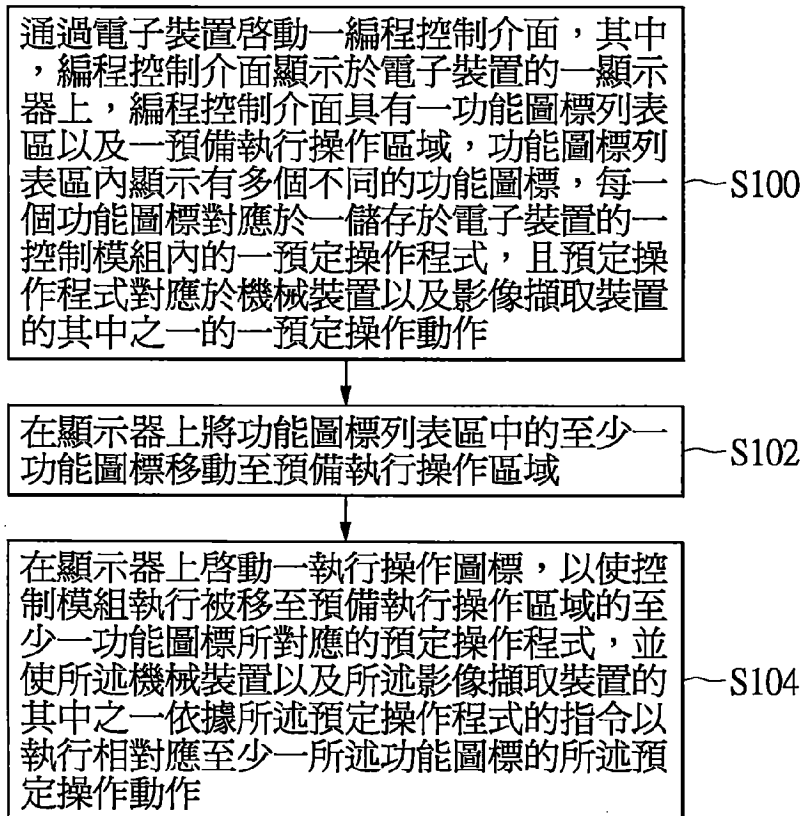 通過電子裝置啓動一編程控制介面，其中
，編程控制介面顯示於電子裝置的一顯示
器上，編程控制介面具有一功能圖標列表
區以及一預備執行操作區域，功能圖標列
表區內顯示有多個不同的功能圖標，每一
個功能圖標對應於一儲存於電子裝置的一
控制模組內的一預定操作程式，且預定操
作程式對應於機械裝置以及影像擷取裝置
的其中之一的一預定操作動作
S100
在顯示器上將功能圖標列表區中的至少一
功能圖標移動至預備執行操作區域
S102
在顯示器上啓動一執行操作圖標，以使控
制模組執行被移至預備執行操作區域的至
少一功能圖標所對應的預定操作程式，並
使所述機械裝置以及所述影像擷取裝置的
其中之一依據所述預定操作程式的指令以
執行相對應至少一所述功能圖標的所述預
定操作動作
S104